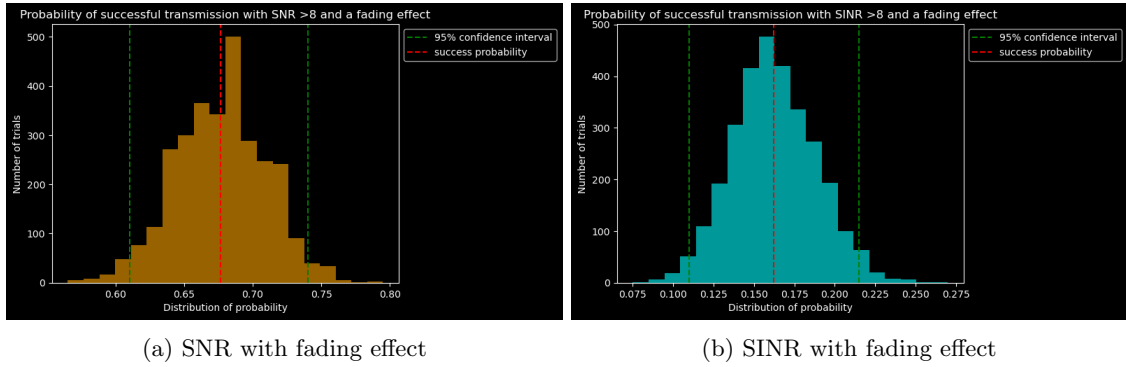 Probability of successful transmission with SNR >8 and a fading effect
95% confidence interval
success probability
Number of trials
500
400
300
200
100
0
0.60 0.65 0.70 0.75 0.80
Distribution of probability
(a) SNR with fading effect
Probability of successful transmission with SINR >8 and a fading effect
95% confidence interval
success probability
Number of trials
500
400
300
200
100
0
0.075 0.100 0.125 0.150 0.175 0.200 0.225 0.250 0.275
Distribution of probability
(b) SINR with fading effect